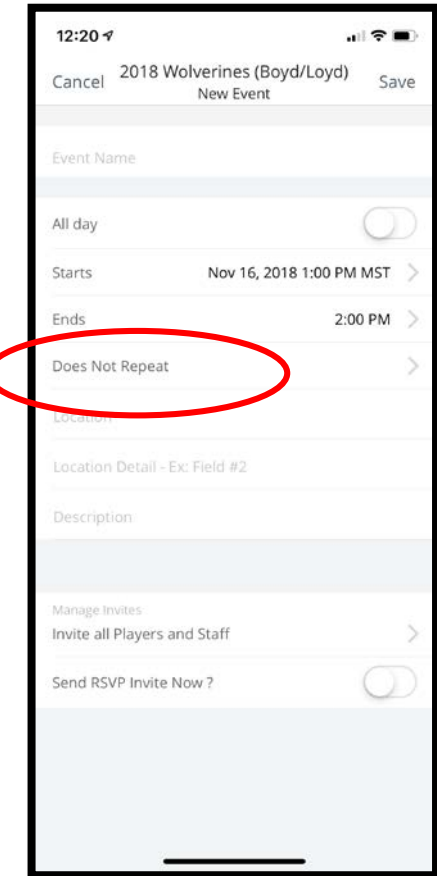 12:20
Cancel 2018 Wolverines (Boyd/Loyd) Save
New Event
Event Name
All day
Starts Nov 16, 2018 1:00 PM MST
Ends 2:00 PM
Does Not Repeat
Location
Location Detail - Ex: Field #2
Description
Manage Invites
Invite all Players and Staff
Send RSVP Invite Now ?